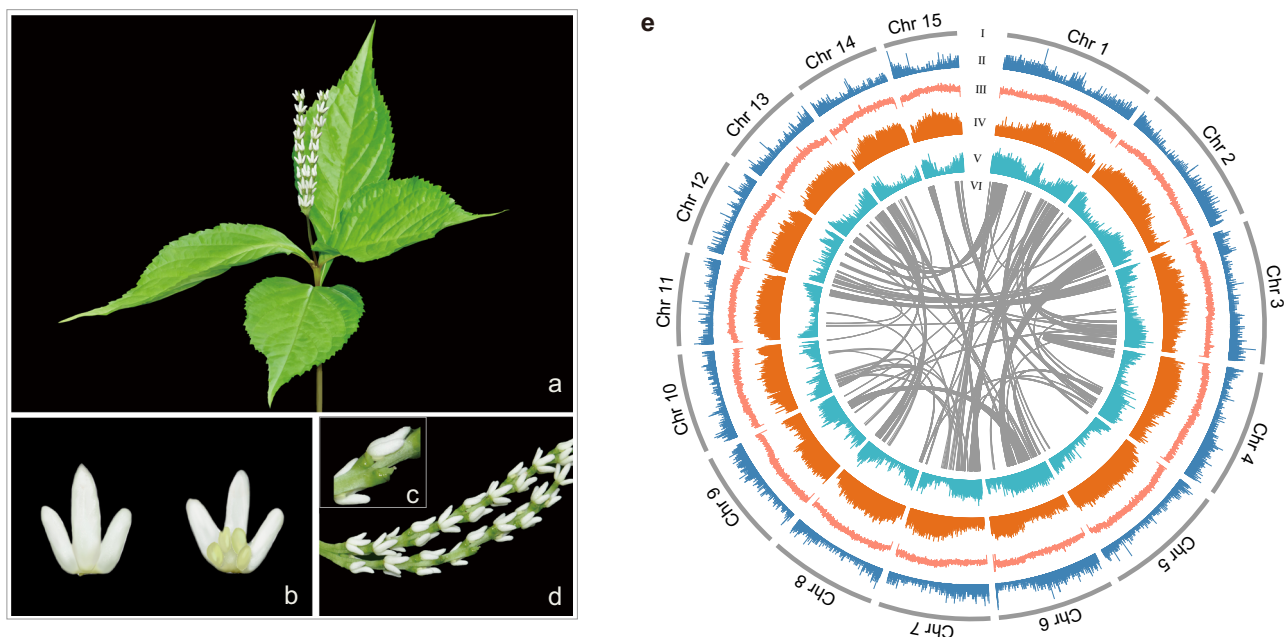 a
b
c
d
e
I
II
III
IV
V
VI
Chr 1
Chr 2
Chr 3
Chr 4
Chr 5
Chr 6
Chr 7
Chr 8
Chr 9
Chr 10
Chr 11
Chr 12
Chr 13
Chr 14
Chr 15